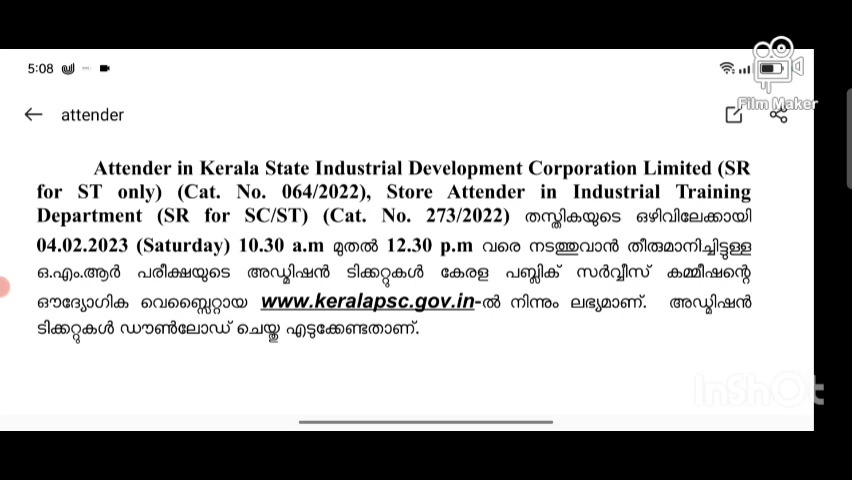 5:08
Film Maker
attender
Attender in Kerala State Industrial Development Corporation Limited (SR
for ST only) (Cat. No. 064/2022), Store Attender in Industrial Training
Department (SR for SC/ST) (Cat. No. 273/2022) തസ്തികയുടെ ഒഴിവിലേക്കായി
04.02.2023 (Saturday) 10.30 a.m മുതൽ 12.30 p.m വരെ നടത്തുവാൻ തീരുമാനിച്ചിട്ടുള്ള
ഒ.എം.ആർ പരീക്ഷയുടെ അഡ്മിഷൻ ടിക്കറ്റുകൾ കേരള പബ്ലിക് സർവ്വീസ് കമ്മീഷന്റെ
ഔദ്യോഗിക വെബ്സൈറ്റായ www.keralapsc.gov.in-ൽ നിന്നും ലഭ്യമാണ്. അഡ്മിഷൻ
ടിക്കറ്റുകൾ ഡൗൺലോഡ് ചെയ്തു എടുക്കേണ്ടതാണ്.
InShOt